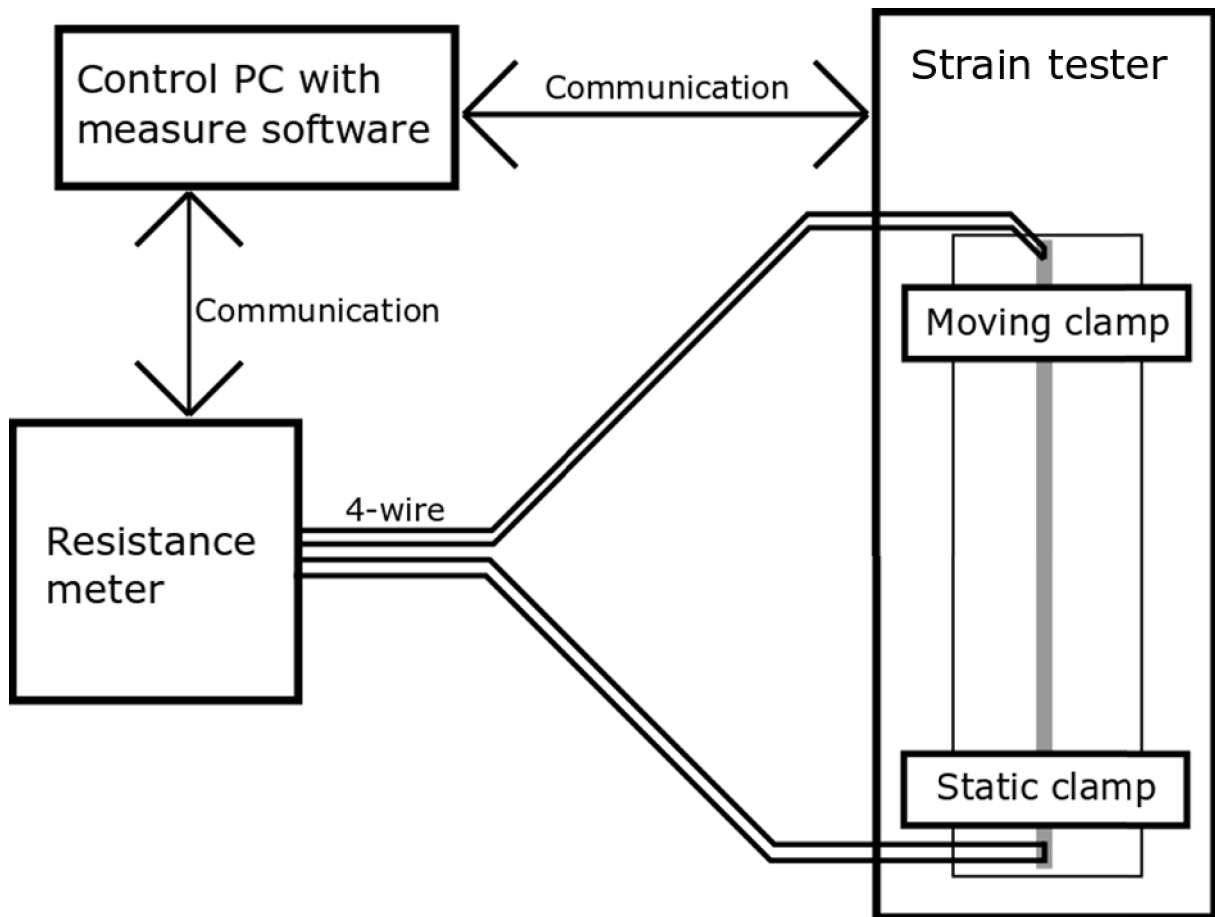 Control PC with
measure software
Communication
Strain tester
Communication
Moving clamp
4-wire
Resistance
meter
Static clamp